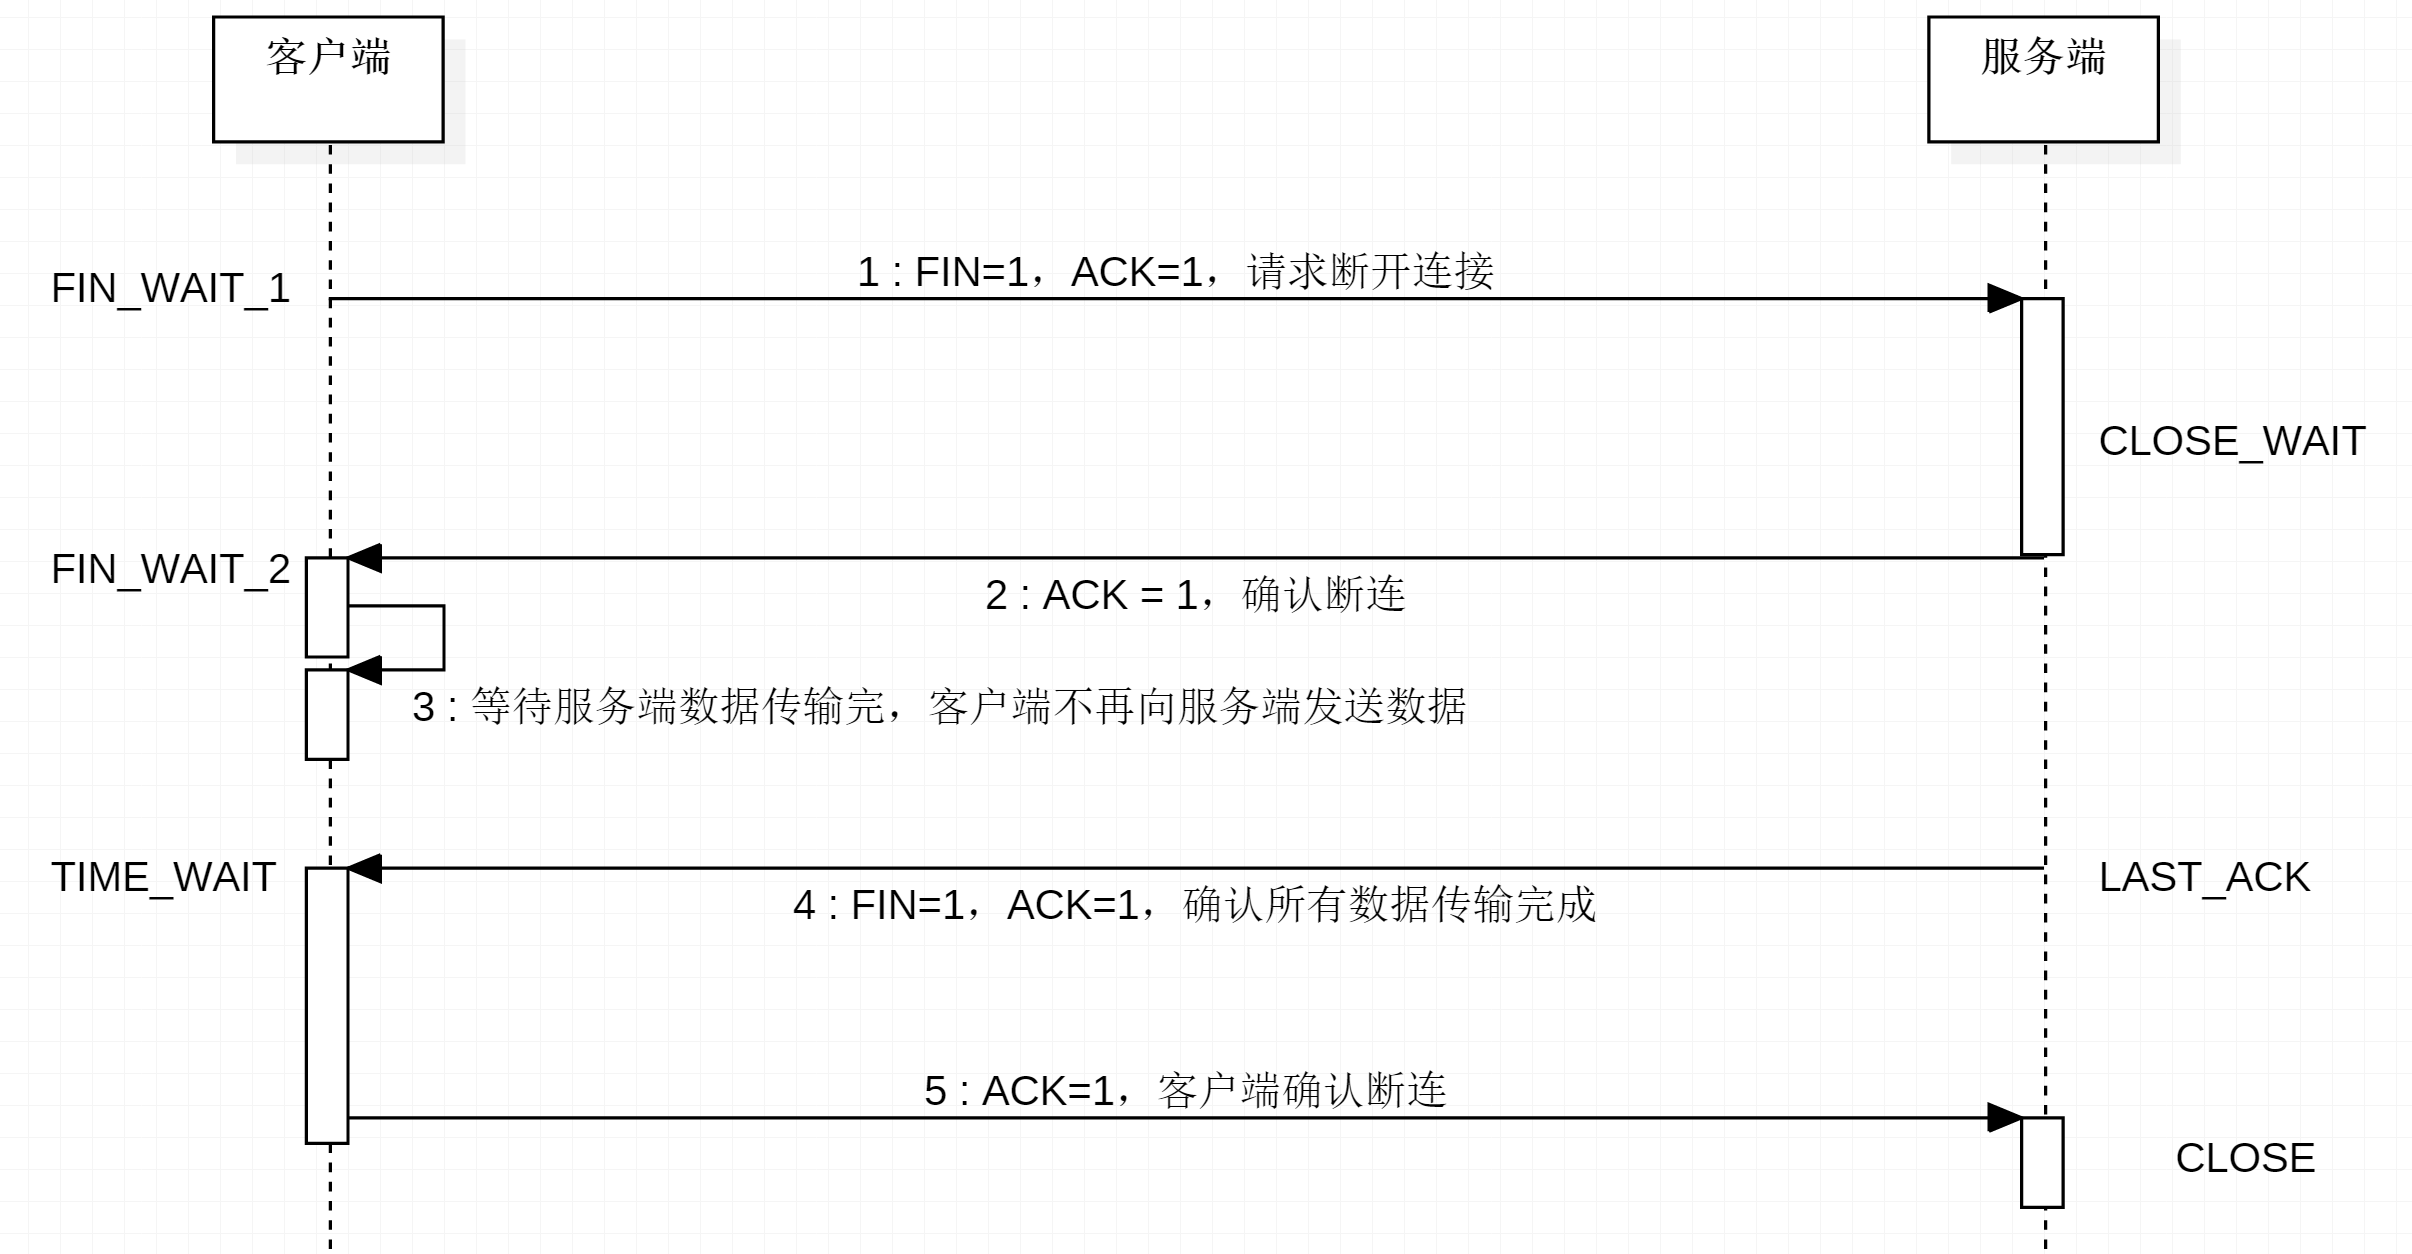 客户端
服务端
1 : FIN=1，ACK=1，请求断开连接
FIN_WAIT_1
CLOSE_WAIT
FIN_WAIT_2
2 : ACK = 1，确认断连
3 : 等待服务端数据传输完，客户端不再向服务端发送数据
TIME_WAIT
LAST_ACK
4 : FIN=1，ACK=1，确认所有数据传输完成
5 : ACK=1，客户端确认断连
CLOSE